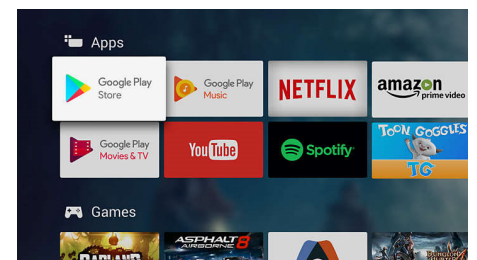 Apps
Google Play
Store
Google Play
Music
NETFLIX
amazon
prime video
Google Play
Movies & TV
YouTube
Spotify
TOON GOGGLES
TG
Games
BADLAND
ASPHALT 8
AIRBORNE